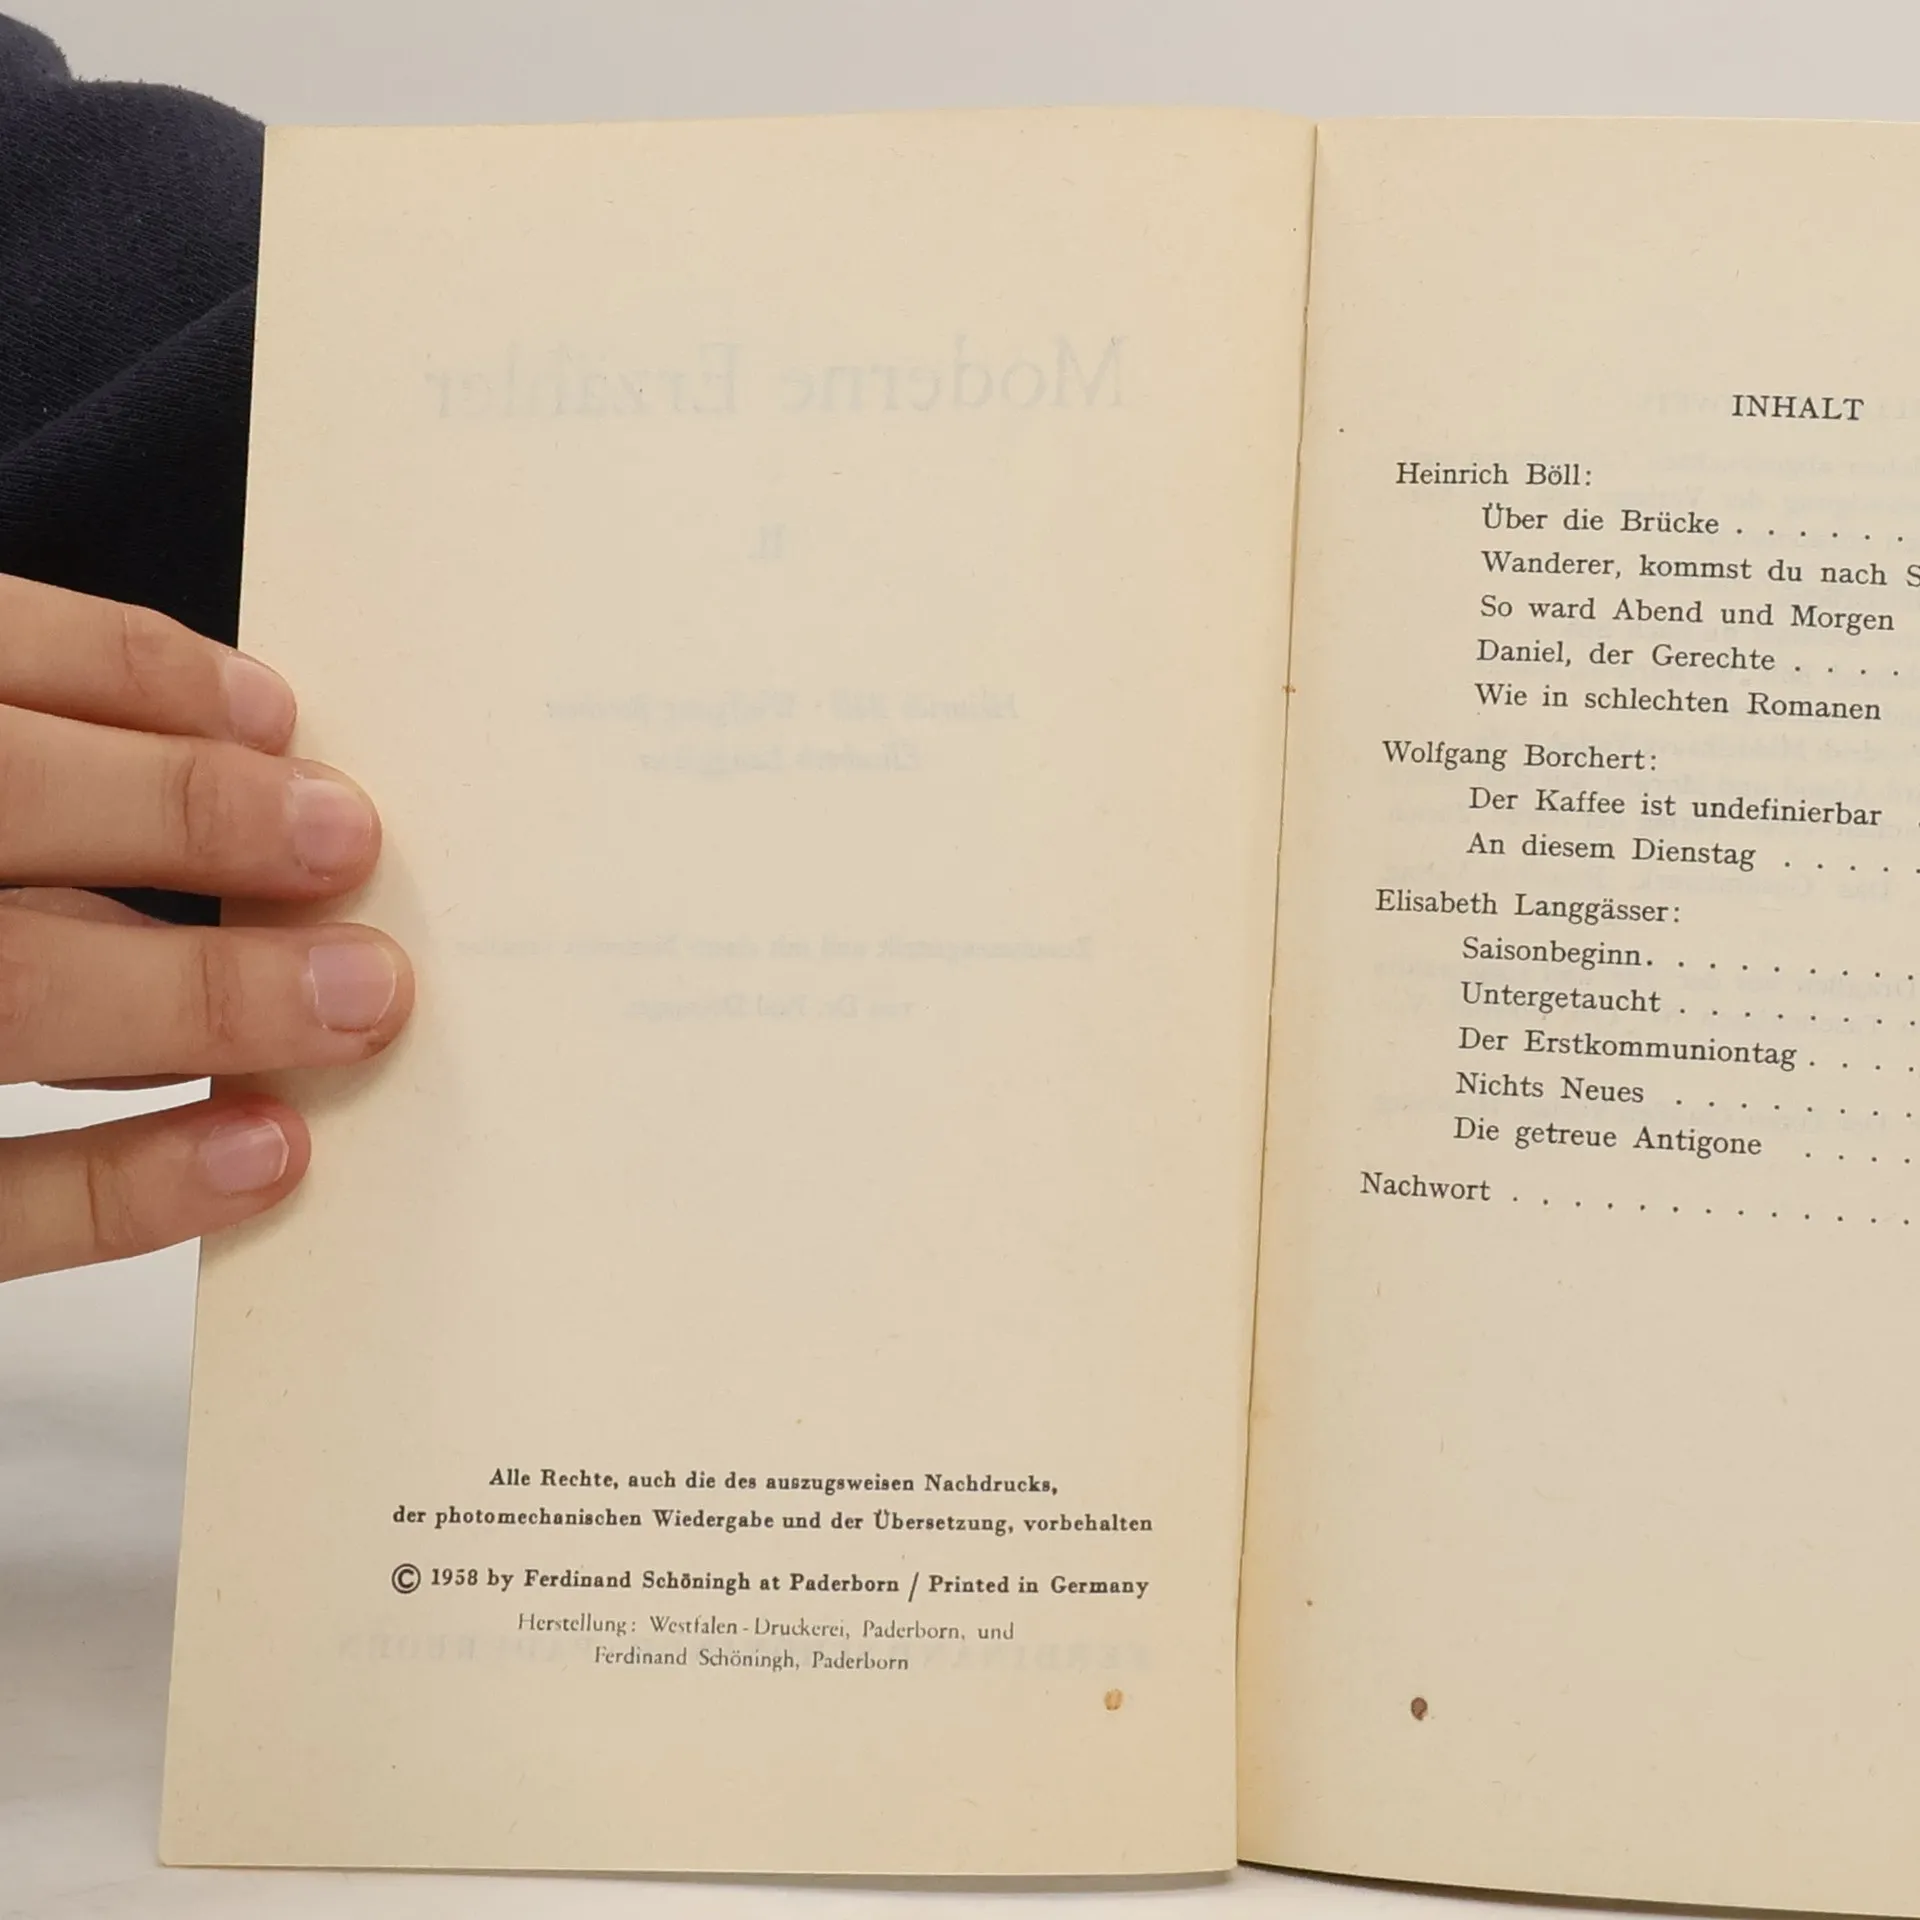 Moderne Erzähler
II
Alle Rechte, auch die des auszugsweisen Nachdrucks,
der photomechanischen Wiedergabe und der Übersetzung, vorbehalten
© 1958 by Ferdinand Schöningh at Paderborn / Printed in Germany
Herstellung: Westfalen-Druckerei, Paderborn, und
Ferdinand Schöningh, Paderborn
INHALT
Heinrich Böll:
Über die Brücke . . . . . .
Wanderer, kommst du nach S
So ward Abend und Morgen
Daniel, der Gerechte . . . .
Wie in schlechten Romanen
Wolfgang Borchert:
Der Kaffee ist undefinierbar .
An diesem Dienstag . . . . .
Elisabeth Langgässer:
Saisonbeginn. . . . . . . . .
Untergetaucht . . . . . . . .
Der Erstkommuniontag . . . .
Nichts Neues . . . . . . . .
Die getreue Antigone . . . .
Nachwort . . . . . . . . . . . . .